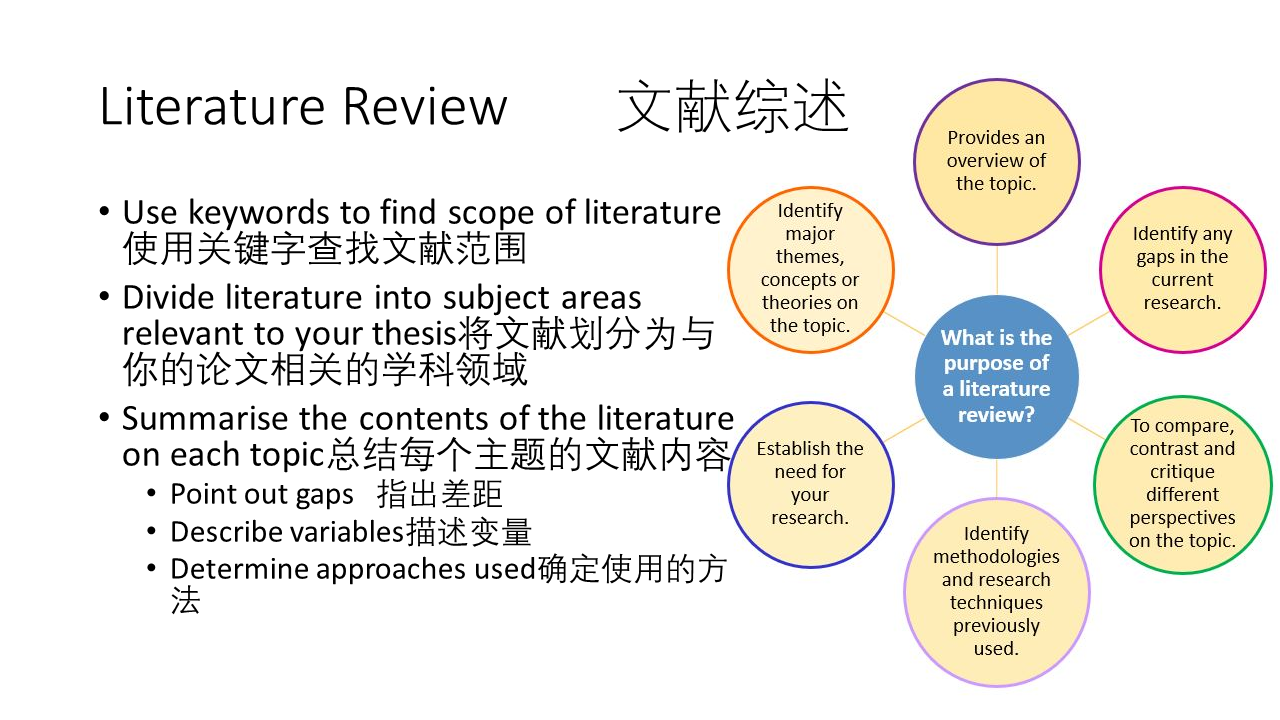 Literature Review 文献综述
• Use keywords to find scope of literature
使用关键字查找文献范围
• Divide literature into subject areas
relevant to your thesis将文献划分为与
你的论文相关的学科领域
• Summarise the contents of the literature
on each topic总结每个主题的文献内容
• Point out gaps 指出差距
• Describe variables描述变量
• Determine approaches used确定使用的方
法
What is the
purpose of
a literature
review?
Provides an
overview of
the topic.
Identify any
gaps in the
current
research.
To compare,
contrast and
critique
different
perspectives
on the topic.
Identify
methodologies
and research
techniques
previously
used.
Establish the
need for
your
research.
Identify
major
themes,
concepts or
theories on
the topic.